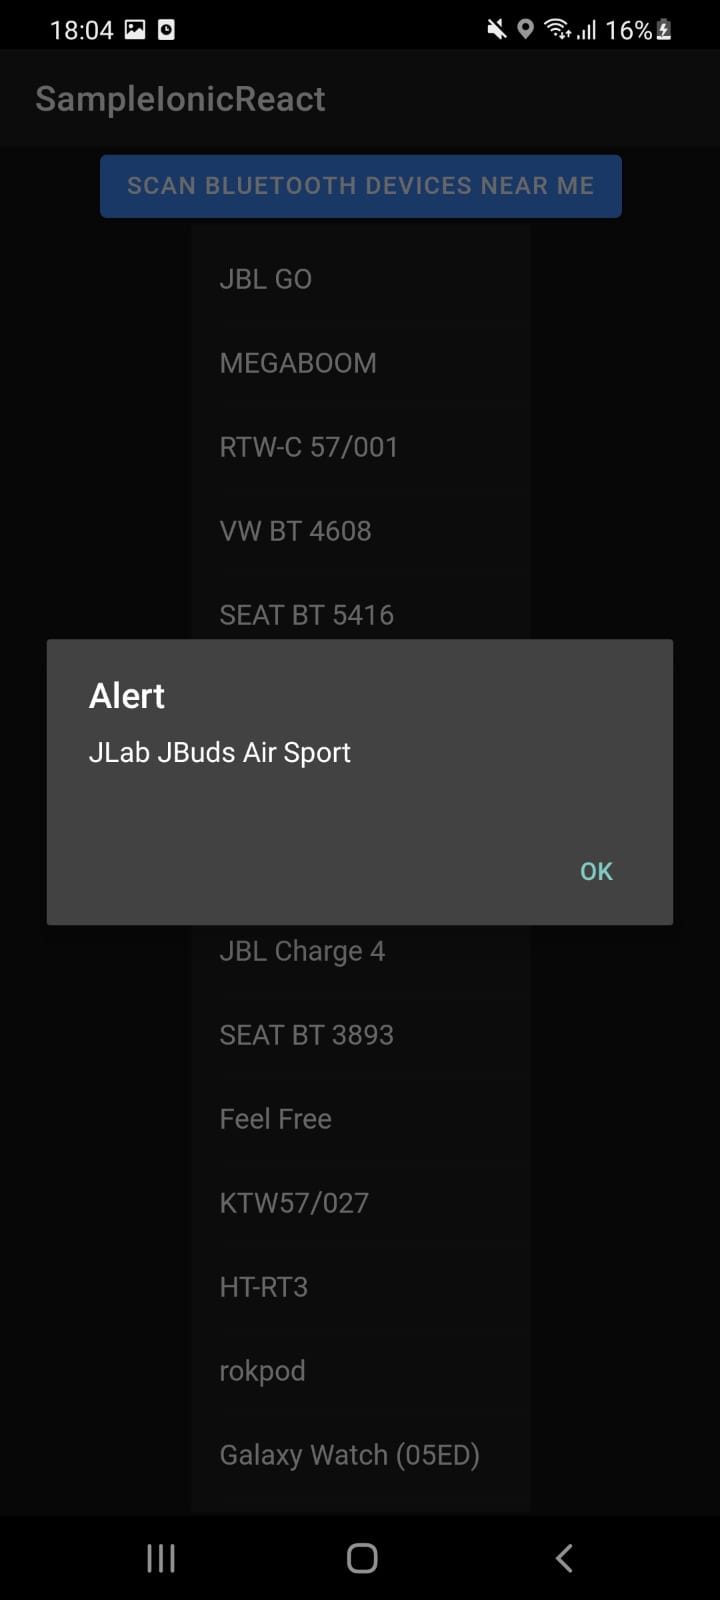 18:04
16%
SampleIonicReact
SCAN BLUETOOTH DEVICES NEAR ME
JBL GO
MEGABOOM
RTW-C 57/001
VW BT 4608
SEAT BT 5416
Alert
JLab JBuds Air Sport
OK
JBL Charge 4
SEAT BT 3893
Feel Free
KTW57/027
HT-RT3
rokpod
Galaxy Watch (05ED)